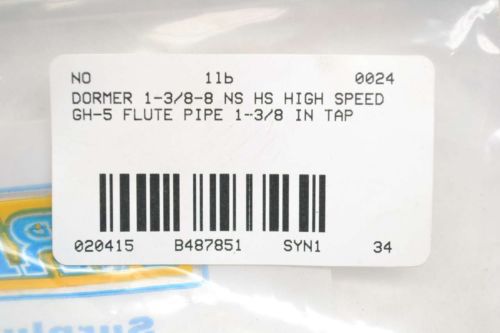 NO 1lb 0024
DORMER 1-3/8-8 NS HS HIGH SPEED
GH-5 FLUTE PIPE 1-3/8 IN TAP
020415 B487851 SYN1 34